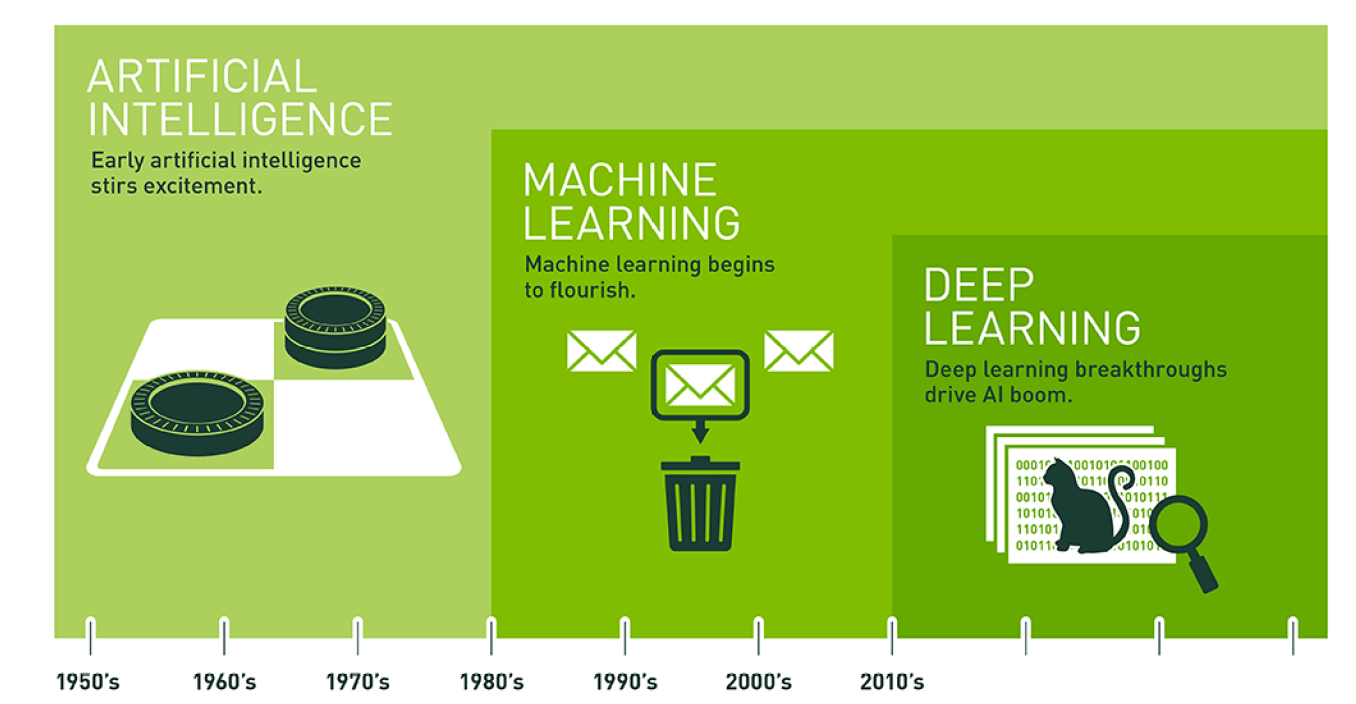 ARTIFICIAL
INTELLIGENCE
Early artificial intelligence
stirs excitement.
MACHINE
LEARNING
Machine learning begins
to flourish.
DEEP
LEARNING
Deep learning breakthroughs
drive AI boom.
1950's
1960's
1970's
1980's
1990's
2000's
2010's